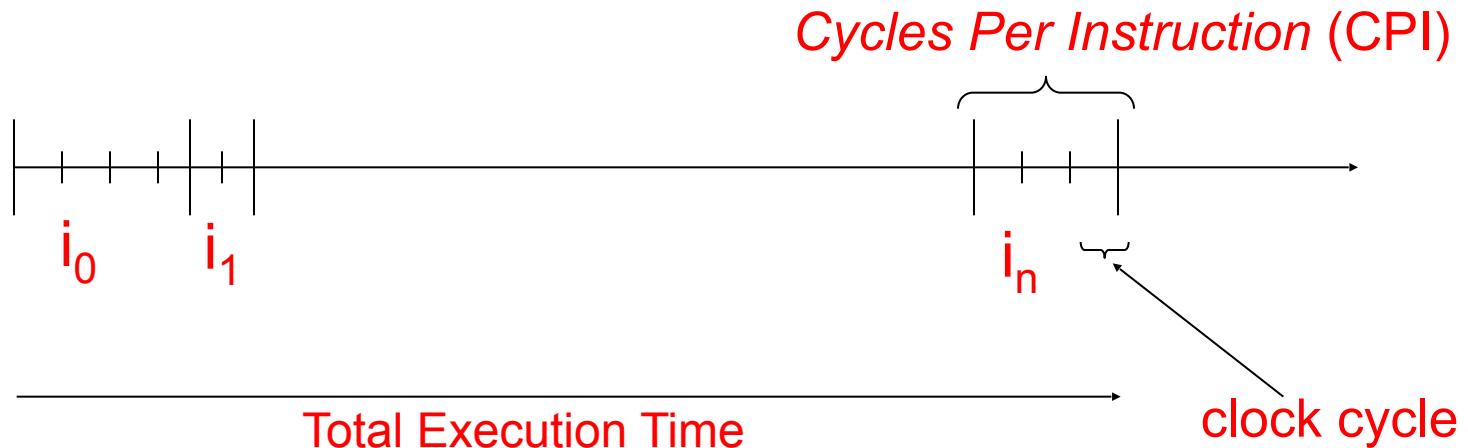 Cycles Per Instruction (CPI)
i₀ i₁ iₙ
Total Execution Time
clock cycle